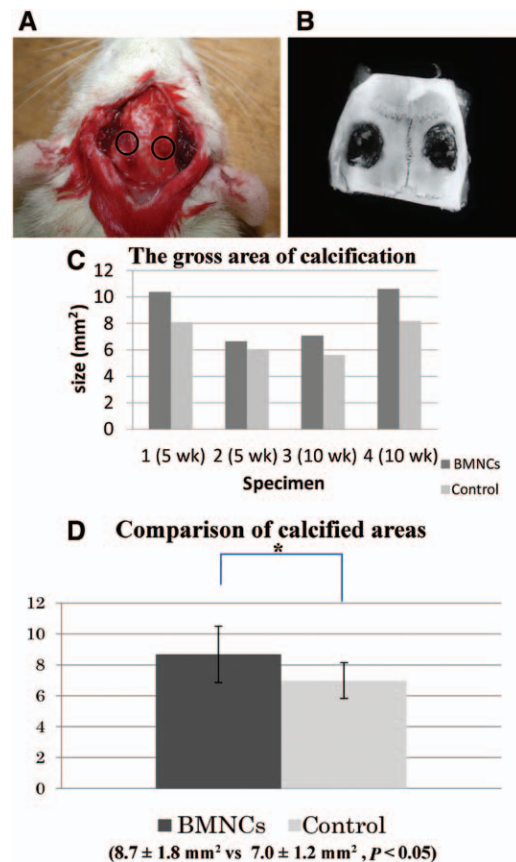 A
B
C
The gross area of calcification
size (mm²)
12
10
8
6
4
2
0
1 (5 wk) 2 (5 wk) 3 (10 wk) 4 (10 wk)
Specimen
BMNCs
Control
D
Comparison of calcified areas
*
12
10
8
6
4
2
0
BMNCs Control
(8.7 ± 1.8 mm² vs 7.0 ± 1.2 mm², P < 0.05)